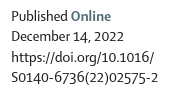 Published Online
December 14, 2022
https://doi.org/10.1016/
S0140-6736(22)02575-2